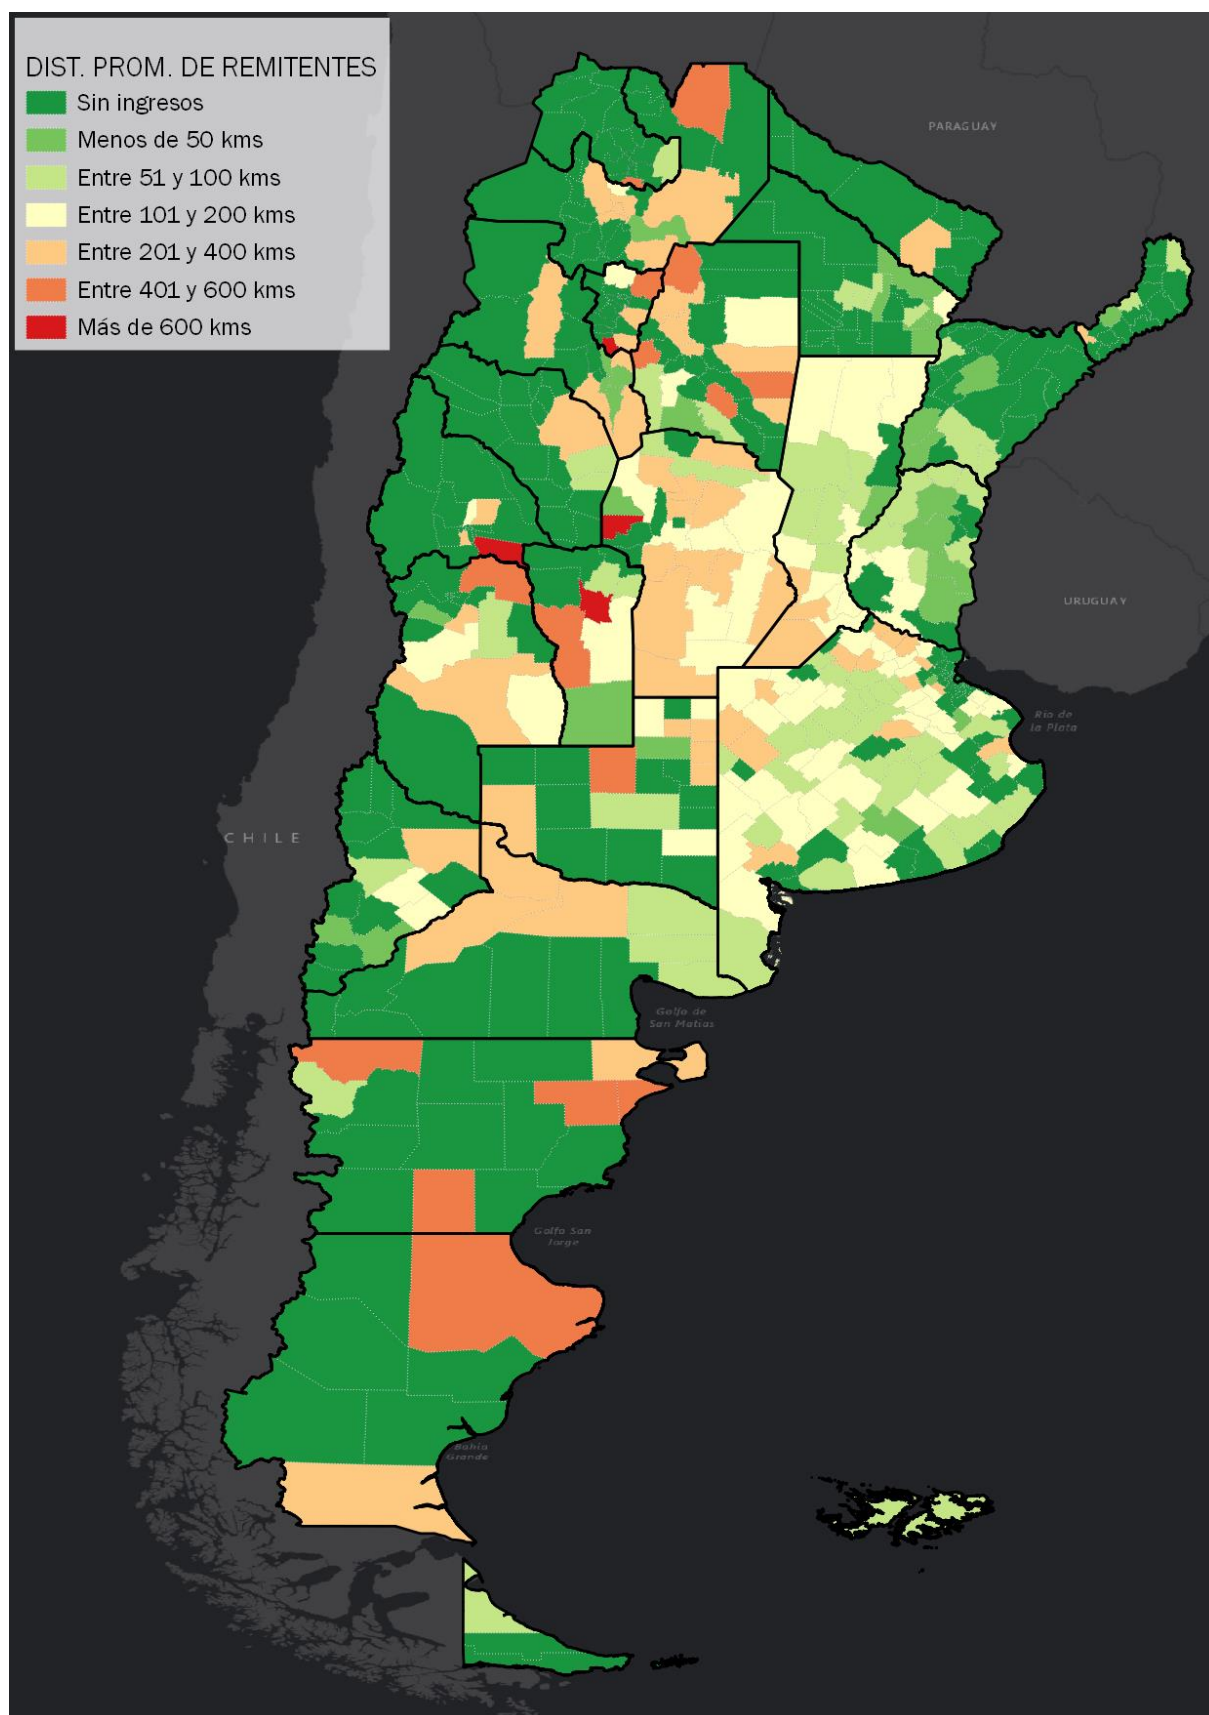 DIST. PROM. DE REMITENTES
Sin ingresos
Menos de 50 kms
Entre 51 y 100 kms
Entre 101 y 200 kms
Entre 201 y 400 kms
Entre 401 y 600 kms
Más de 600 kms
PARAGUAY
URUGUAY
Río de
la Plata
CHILE
Golfo de
San Matías
Golfo San
Jorge
Bahía
Grande